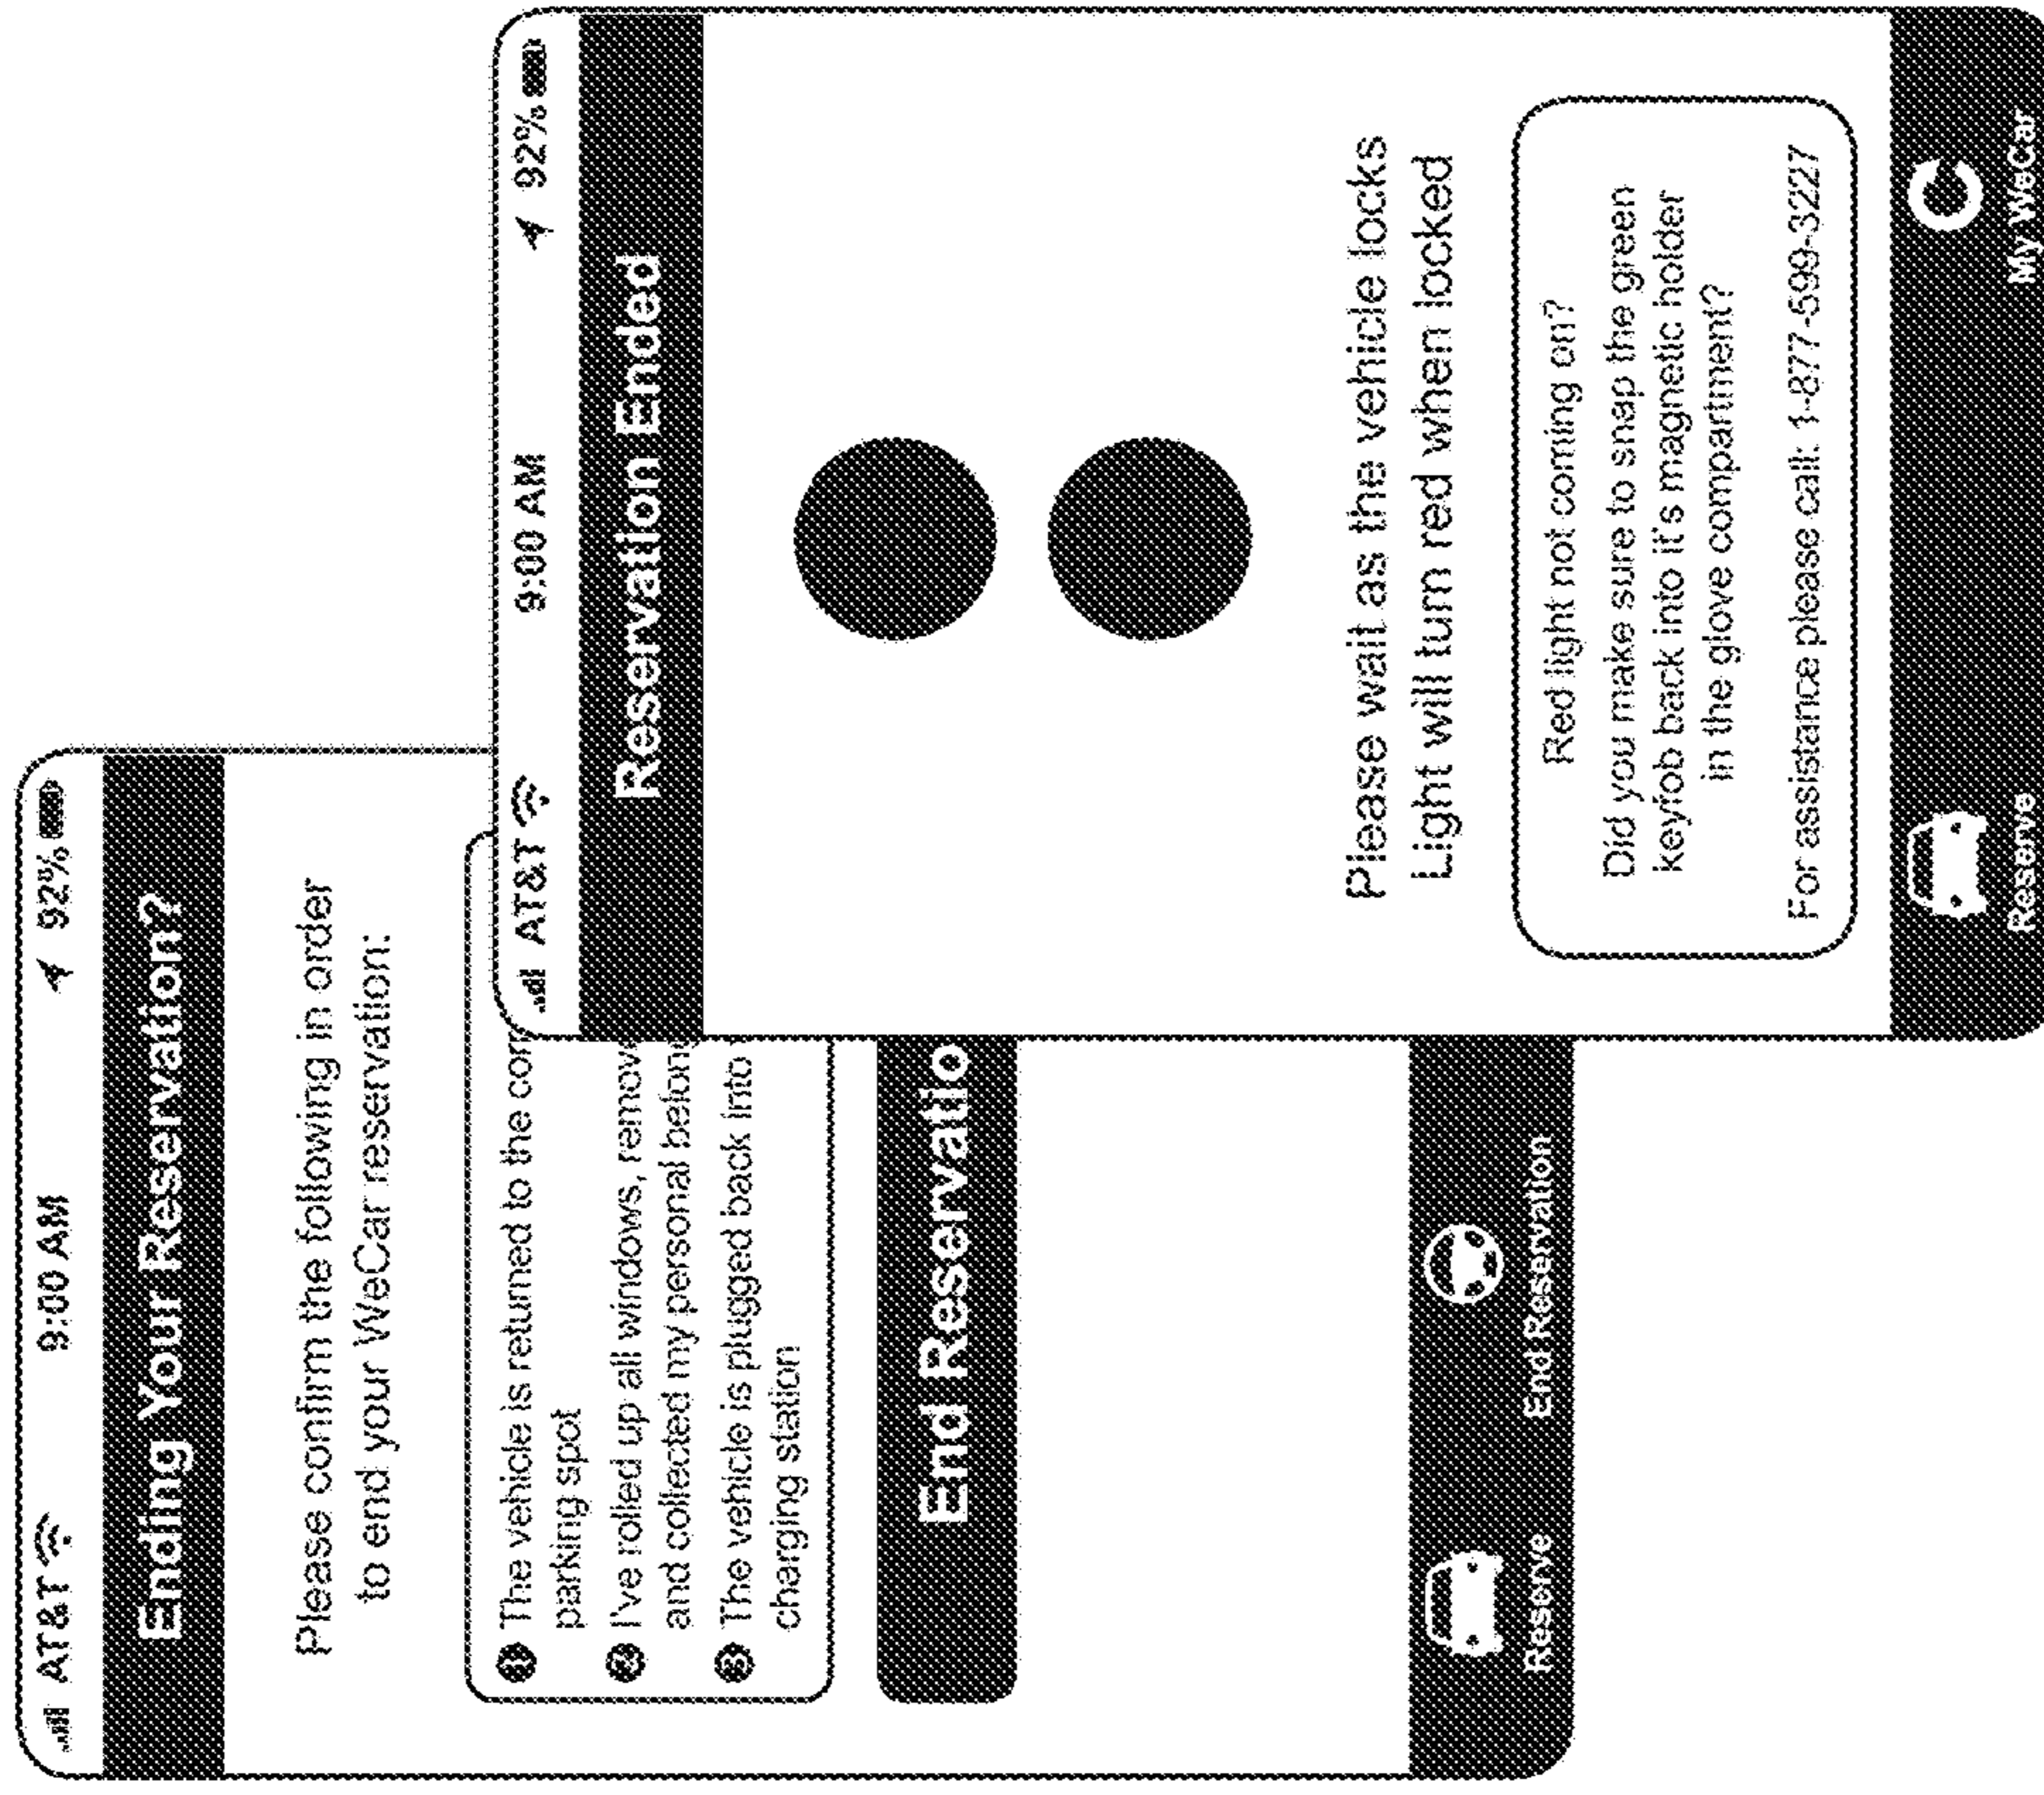 AT&T 9:00 AM 92%
Ending Your Reservation?
Please confirm the following in order
to end your WeCar reservation:
1 The vehicle is returned to the
parking spot
2 I've rolled up all windows,
and collected my personal
3 The vehicle is plugged back into
charging station
End
Reserve End Reservation
AT&T 9:00 AM 92%
Reservation Ended
Please wait as the vehicle locks
Light will turn red when locked
Red light not coming on?
Did you make sure to snap the green
keyfob back into it's magnetic holder
in the glove compartment?
For assistance please call: 1-877-599-3227
Reserve My WeCar